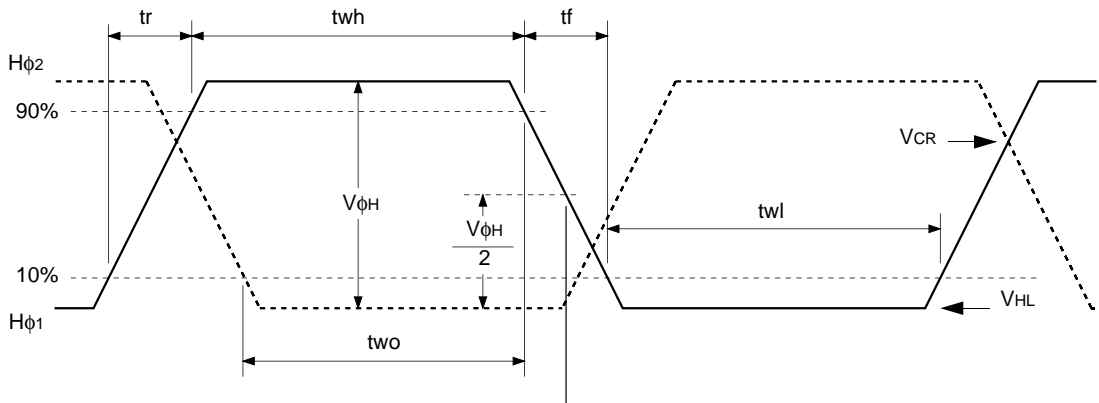 tr
twh
tf
Hϕ2
90%
VCR
VϕH
VϕH
2
twl
10%
VHL
Hϕ1
two